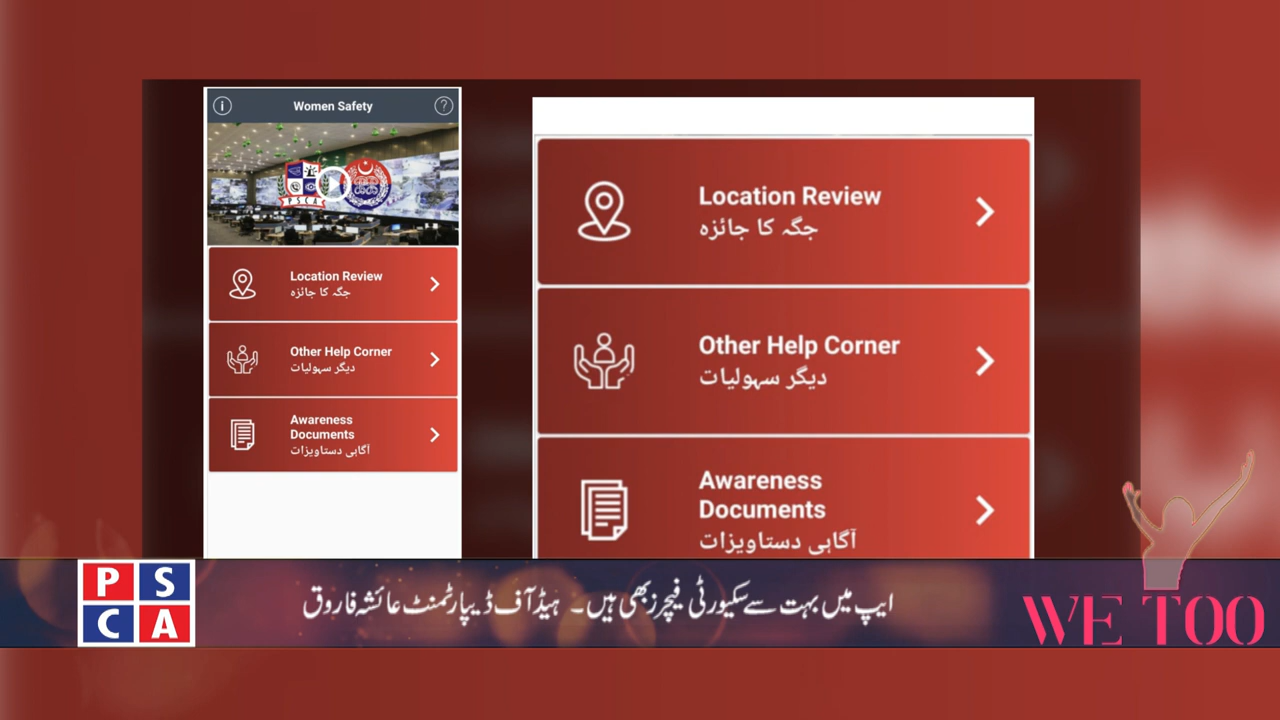 Women Safety
PSCA
Location Review
جگہ کا جائزہ
Other Help Corner
دیگر سہولیات
Awareness
Documents
آگاہی دستاویزات
Location Review
جگہ کا جائزہ
Other Help Corner
دیگر سہولیات
Awareness
Documents
آگاہی دستاویزات
P S
C A
ایپ میں بہت سے سکیورٹی فیچرز بھی ہیں۔ ہیڈ آف ڈیپارٹمنٹ عائشہ فاروق
WE TOO